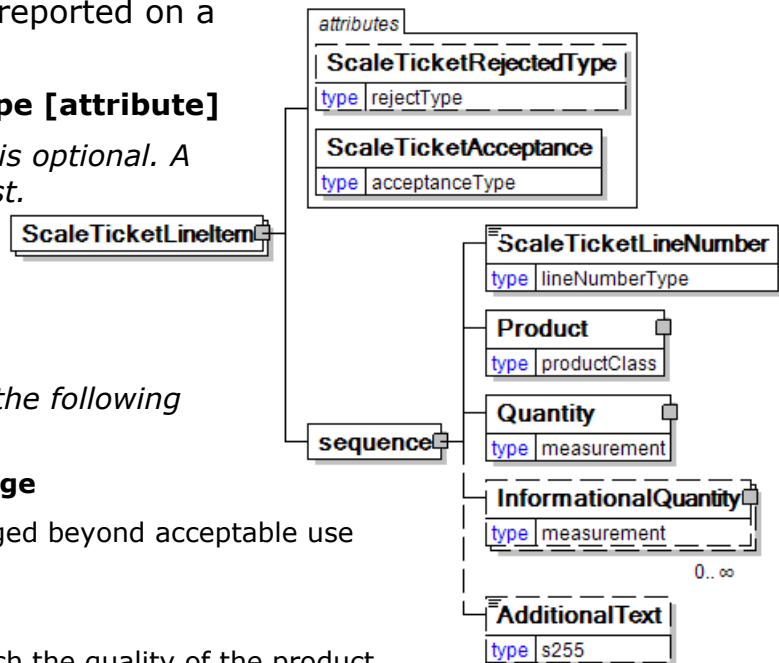 reported on a
pe [attribute]
is optional. A
st.
the following
ge
ged beyond acceptable use
ch the quality of the product
attributes
ScaleTicketRejectedType
type rejectType
ScaleTicketAcceptance
type acceptanceType
ScaleTicketLineItem
sequence
ScaleTicketLineNumber
type lineNumberType
Product
type productClass
Quantity
type measurement
InformationalQuantity
type measurement
0.. ∞
AdditionalText
type s255